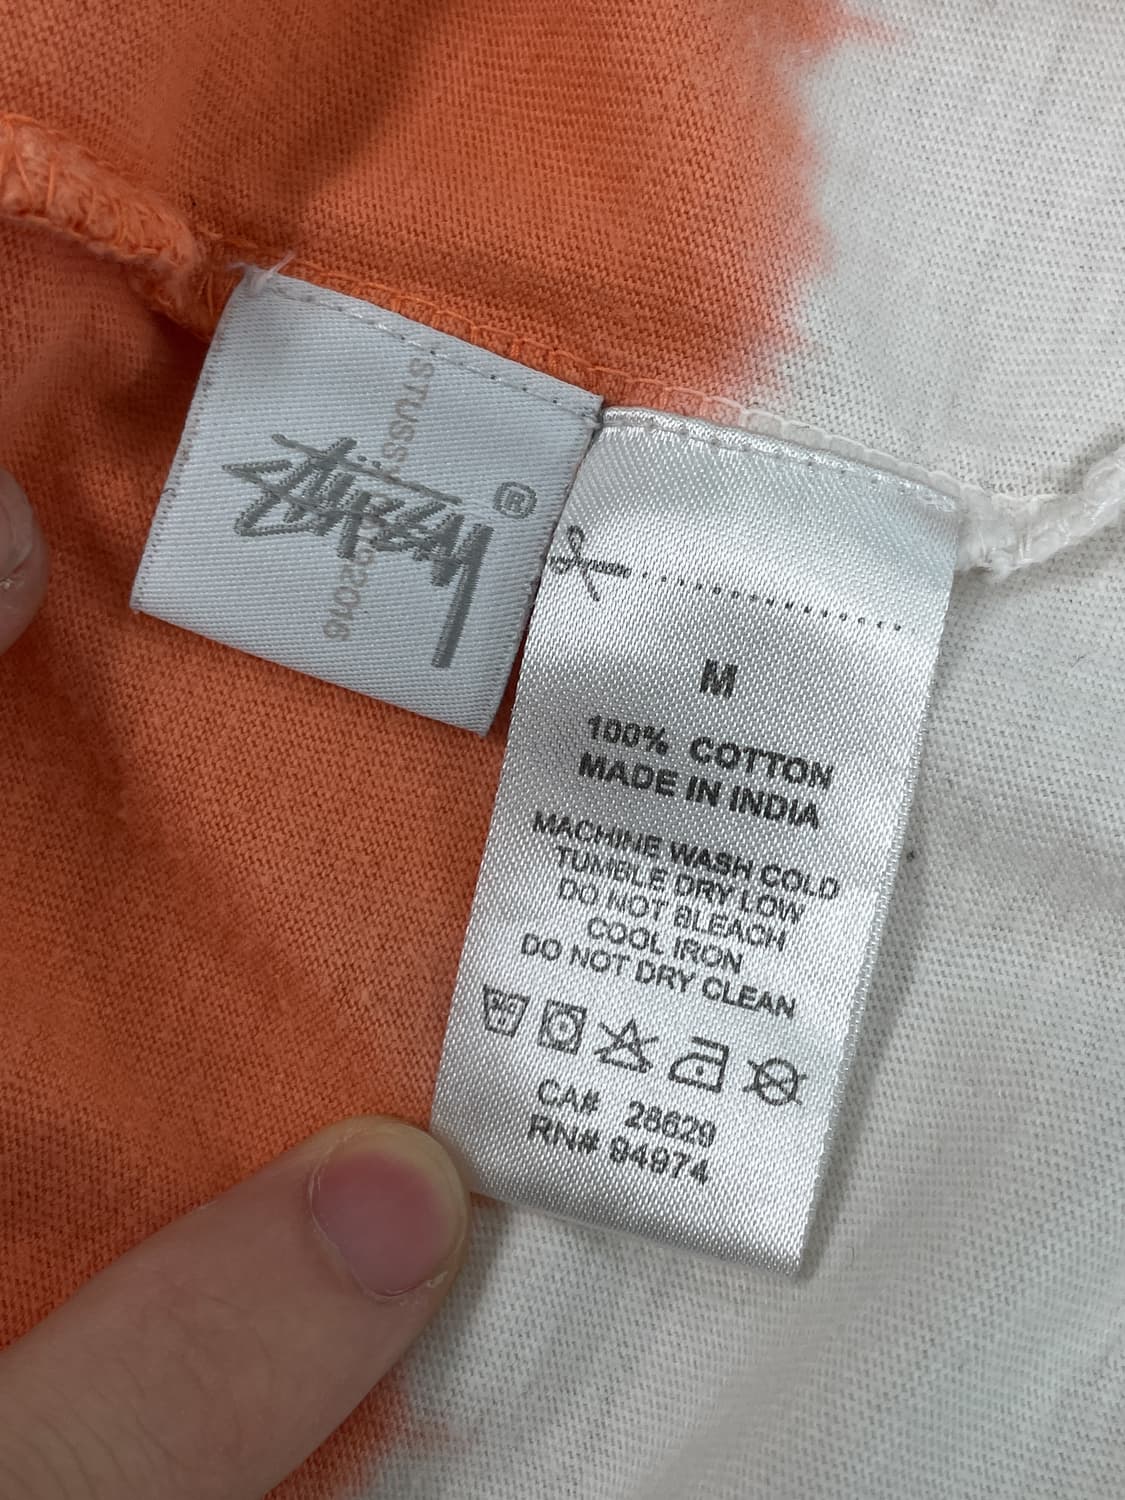 STUSSY
Stüssy ®
M
100% COTTON
MADE IN INDIA
MACHINE WASH COLD
TUMBLE DRY LOW
DO NOT BLEACH
COOL IRON
DO NOT DRY CLEAN
CA# 28629
RN# 94974